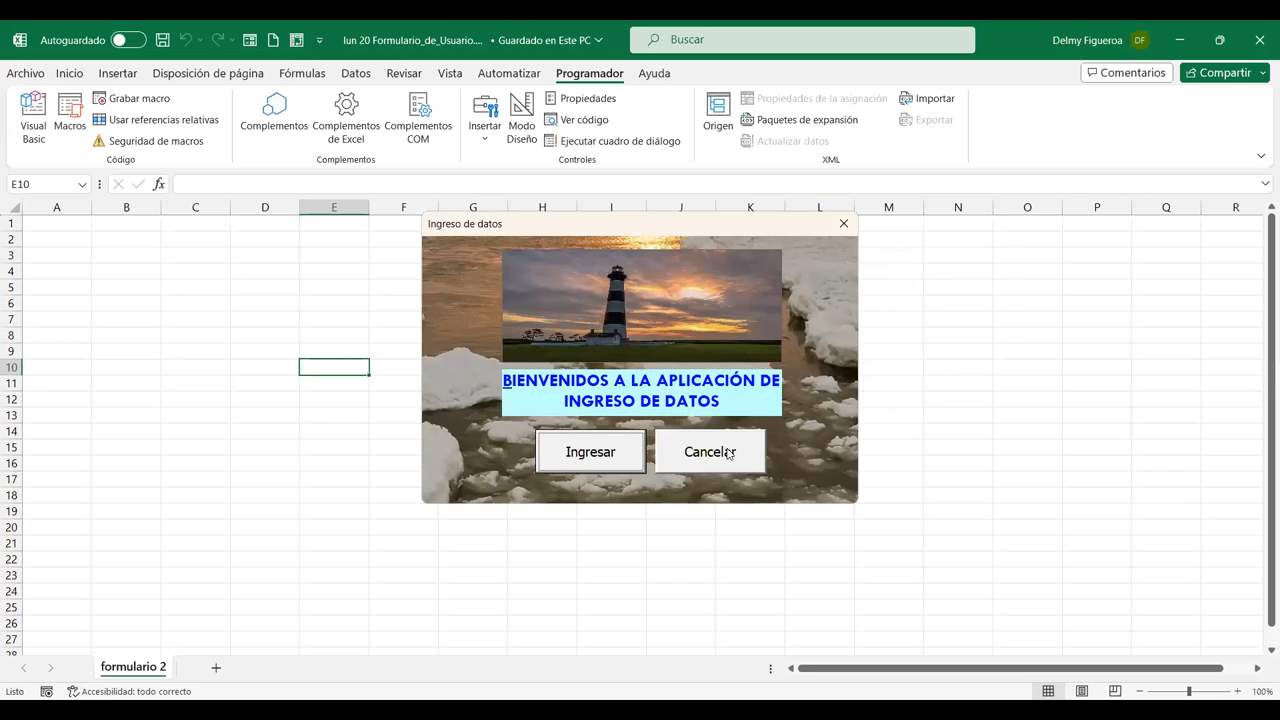 Autoguardado
lun 20 Formulario_de_Usuario.... • Guardado en Este PC
Buscar
Delmy Figueroa DF
Archivo Inicio Insertar Disposición de página Fórmulas Datos Revisar Vista Automatizar Programador Ayuda
Comentarios Compartir
Visual Basic
Macros
Grabar macro
Usar referencias relativas
Seguridad de macros
Código
Complementos
Complementos de Excel
Complementos COM
Complementos
Insertar
Modo Diseño
Propiedades
Ver código
Ejecutar cuadro de diálogo
Controles
Origen
Propiedades de la asignación
Paquetes de expansión
Actualizar datos
Importar
Exportar
XML
E10 fx
A B C D E F G H I J K L M N O P Q R
1
2
3
4
5
6
7
8
9
10
11
12
13
14
15
16
17
18
19
20
21
22
23
24
25
26
27
28
Ingreso de datos
BIENVENIDOS A LA APLICACIÓN DE
INGRESO DE DATOS
Ingresar Cancelar
formulario 2
Listo Accesibilidad: todo correcto 100%